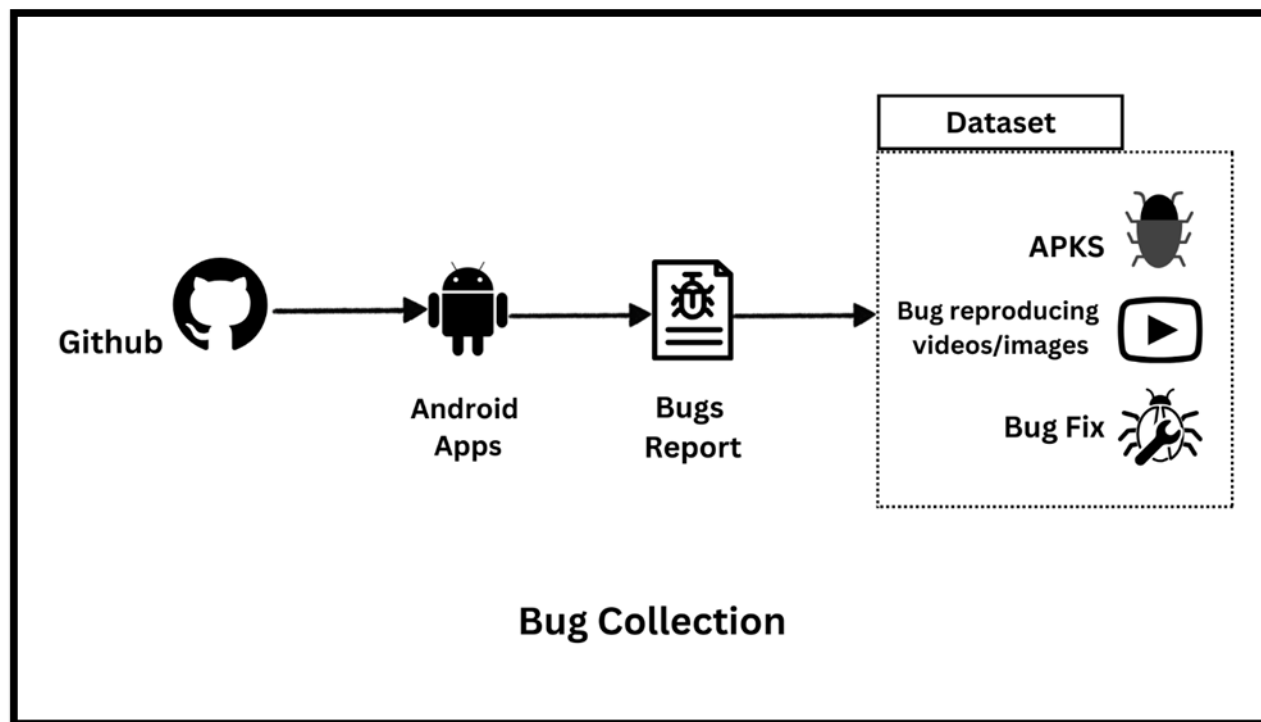 Dataset
APKS
Bug reproducing
videos/images
Bug Fix
Github
Android
Apps
Bugs
Report
Bug Collection